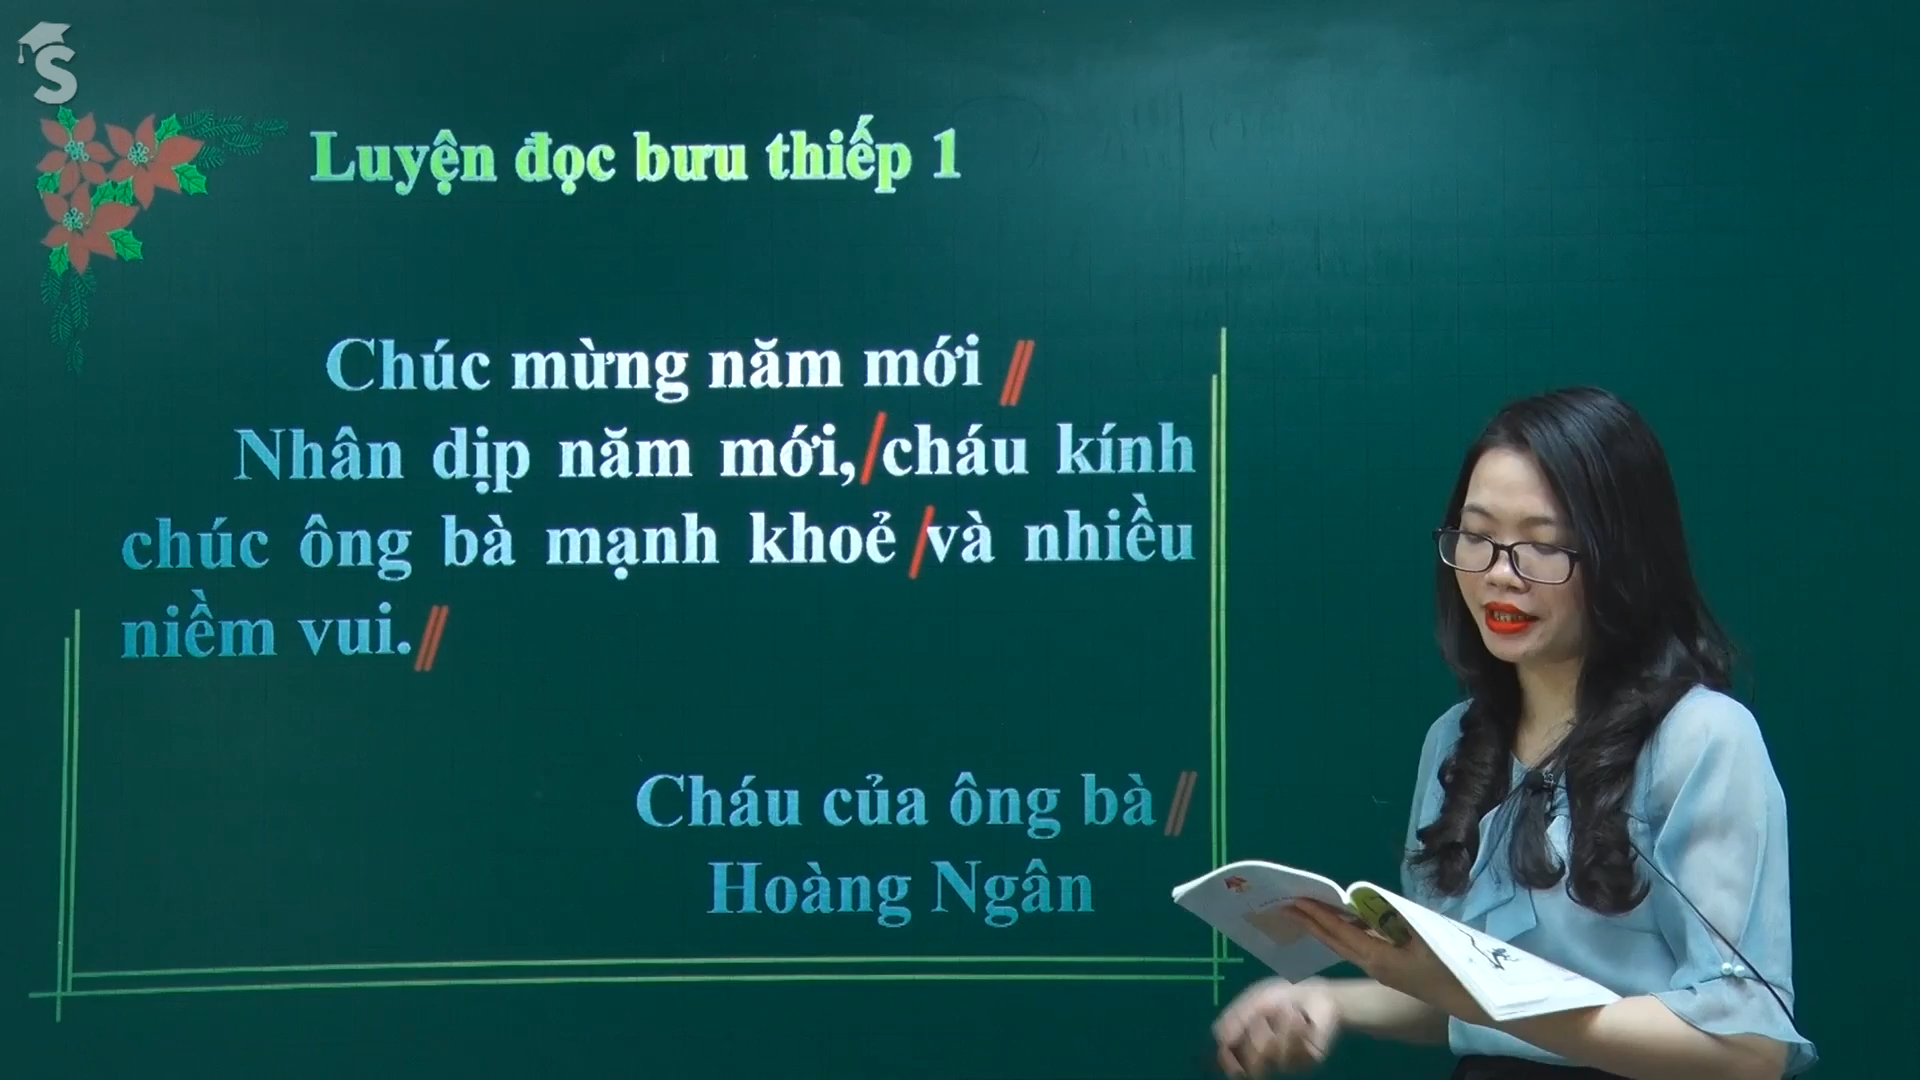 S
Luyện đọc bưu thiếp 1
Chúc mừng năm mới //
Nhân dịp năm mới, / cháu kính
chúc ông bà mạnh khoẻ / và nhiều
niềm vui. //
Cháu của ông bà //
Hoàng Ngân